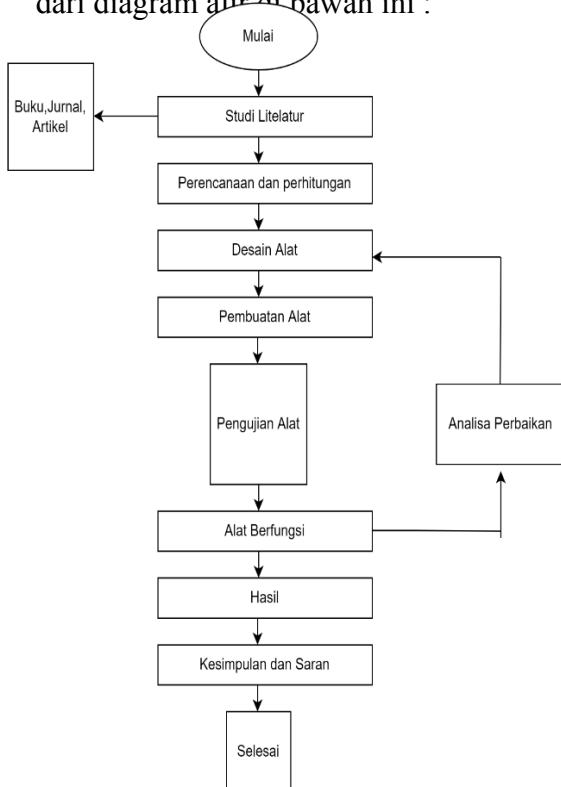 dari diagram alir di bawah ini :
Mulai
Buku,Jurnal,
Artikel
Studi Litelatur
Perencanaan dan perhitungan
Desain Alat
Pembuatan Alat
Pengujian Alat
Analisa Perbaikan
Alat Berfungsi
Hasil
Kesimpulan dan Saran
Selesai